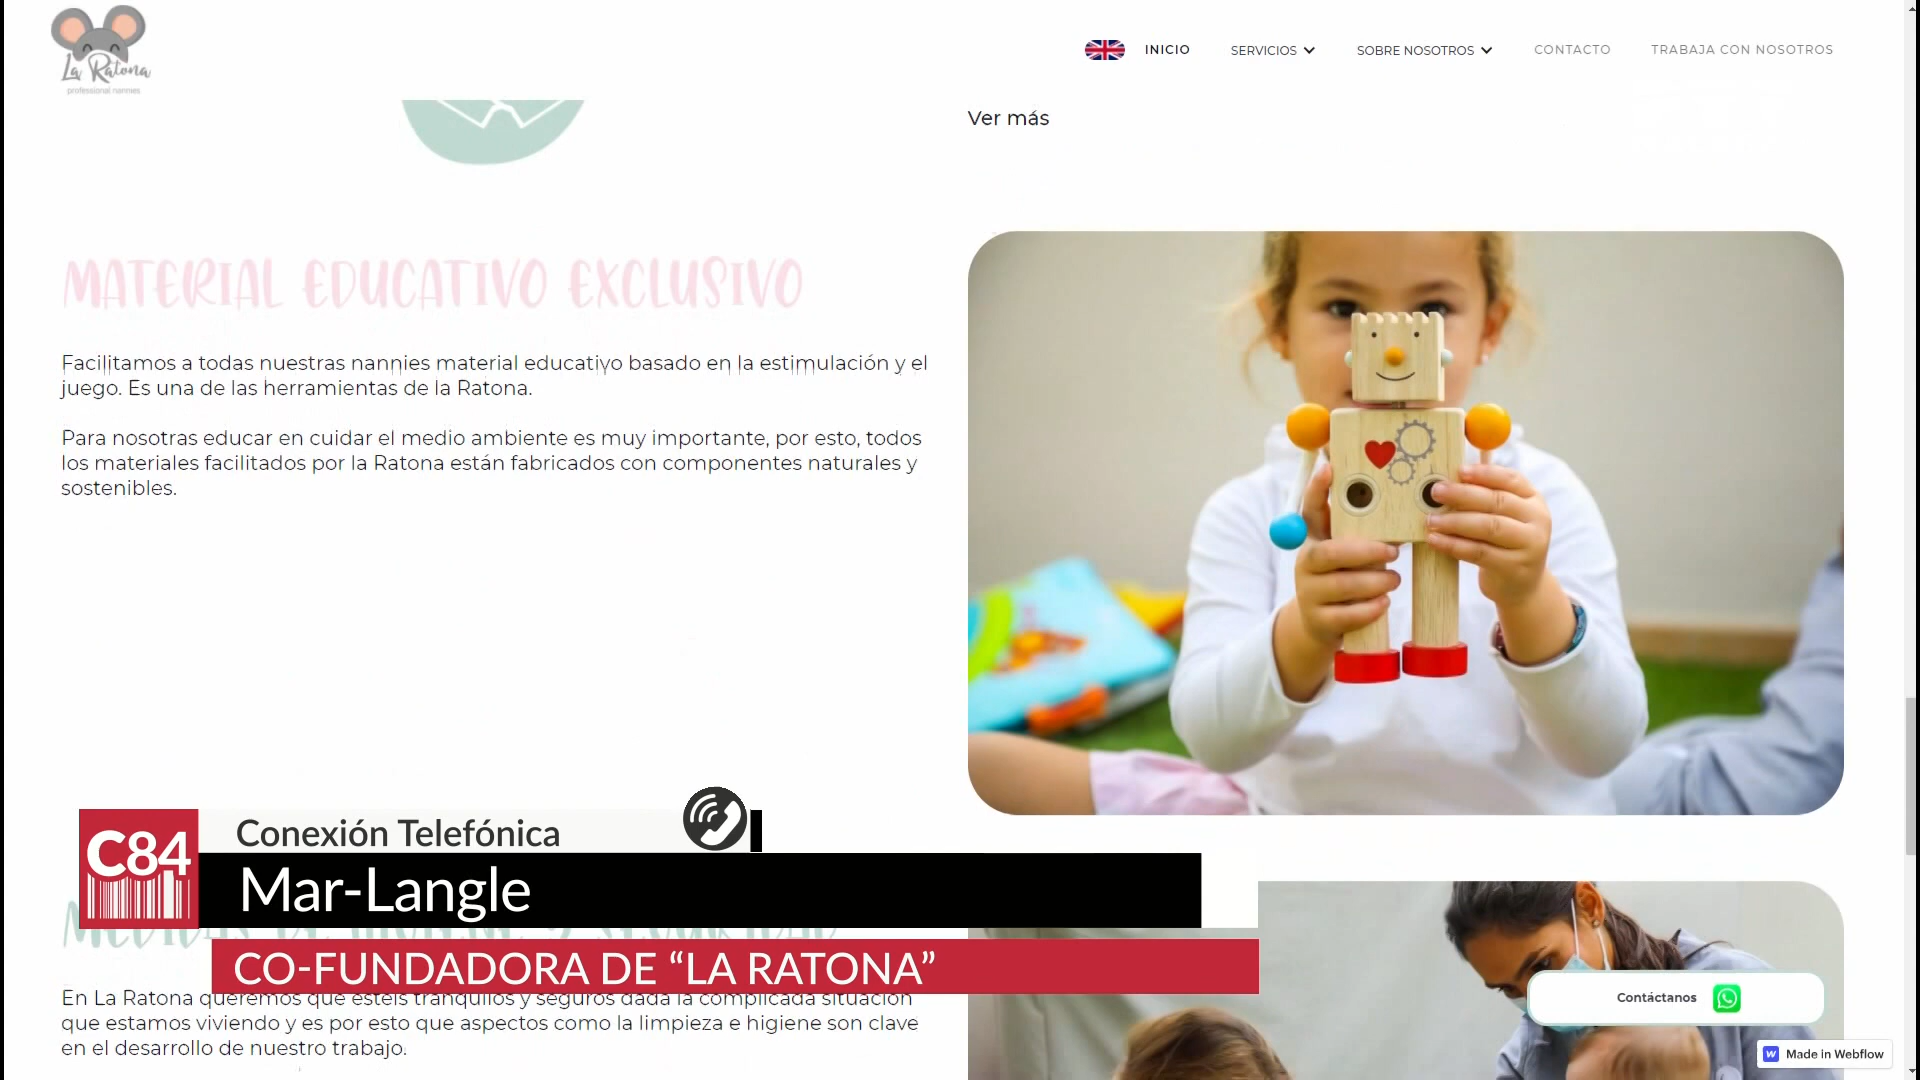 La Ratona
professional nannies
INICIO
SERVICIOS
SOBRE NOSOTROS
CONTACTO
TRABAJA CON NOSOTROS
Ver más
MATERIAL EDUCATIVO EXCLUSIVO
Facilitamos a todas nuestras nannies material educativo basado en la estimulación y el
juego. Es una de las herramientas de la Ratona.
Para nosotras educar en cuidar el medio ambiente es muy importante, por esto, todos
los materiales facilitados por la Ratona están fabricados con componentes naturales y
sostenibles.
C84
Conexión Telefónica
Mar-Langle
CO-FUNDADORA DE “LA RATONA”
En La Ratona queremos que estéis tranquilos y seguros dada la complicada situación
que estamos viviendo y es por esto que aspectos como la limpieza e higiene son clave
en el desarrollo de nuestro trabajo.
Contáctanos
Made in Webflow